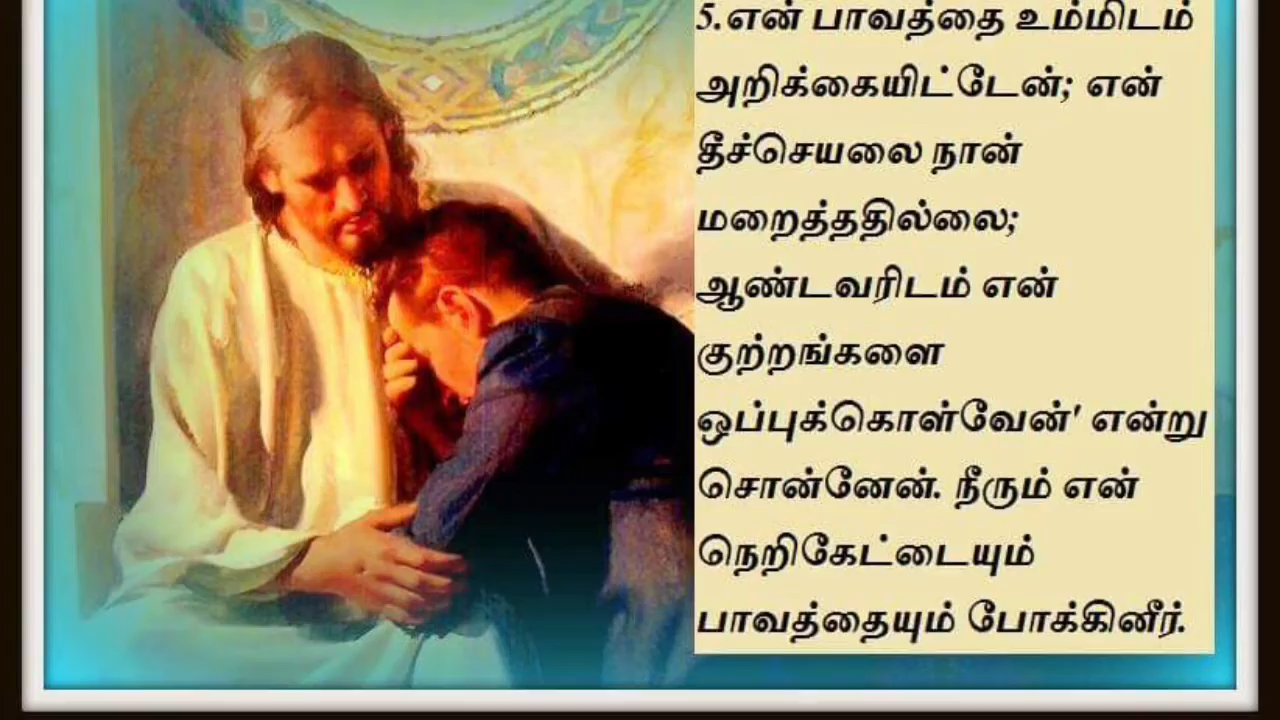 5.என் பாவத்தை உம்மிடம்
அறிக்கையிட்டேன்; என்
தீச்செயலை நான்
மறைத்ததில்லை;
ஆண்டவரிடம் என்
குற்றங்களை
ஒப்புக்கொள்வேன்' என்று
சொன்னேன். நீரும் என்
நெறிகேட்டையும்
பாவத்தையும் போக்கினீர்.